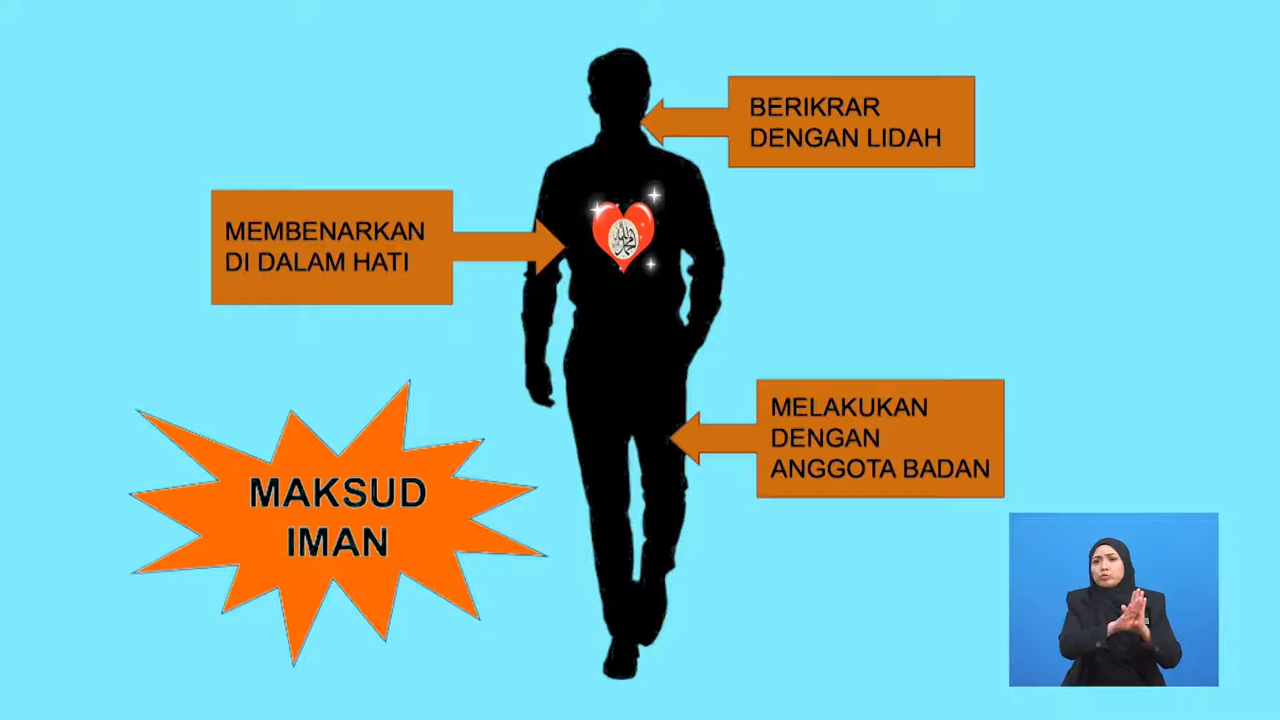 BERIKRAR
DENGAN LIDAH
MEMBENARKAN
DI DALAM HATI
MELAKUKAN
DENGAN
ANGGOTA BADAN
MAKSUD
IMAN